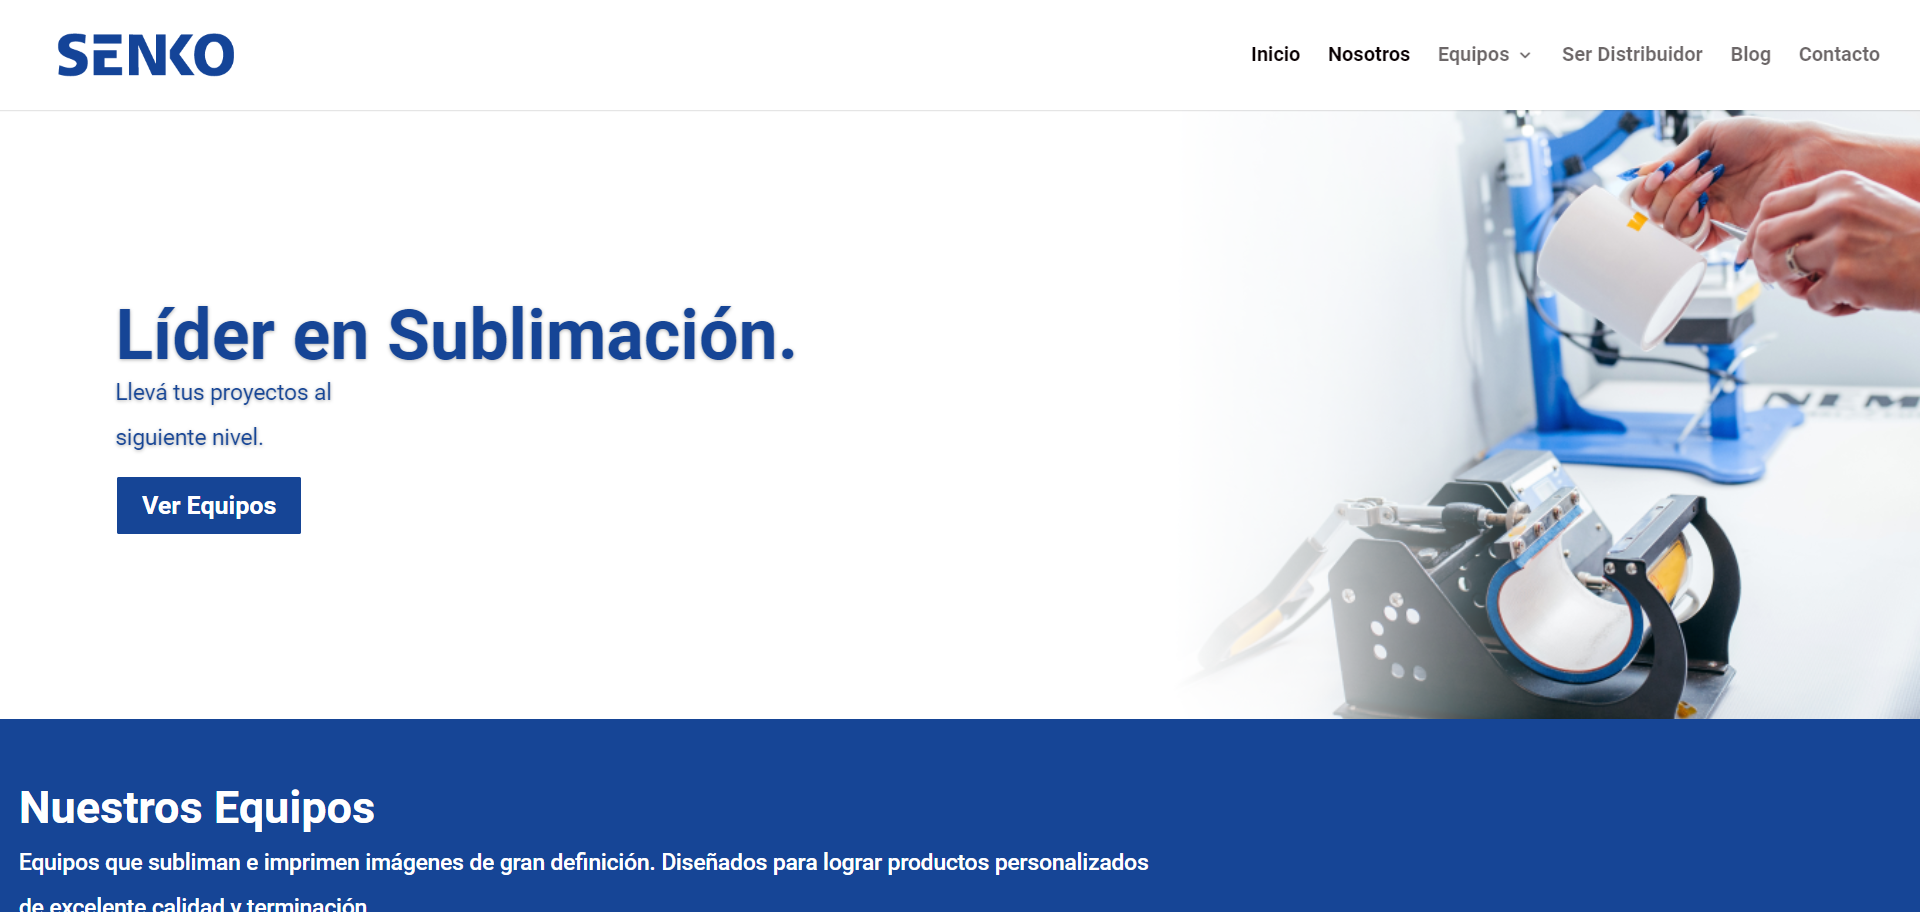 SENKO
Inicio Nosotros Equipos Ser Distribuidor Blog Contacto
Líder en Sublimación.
Llevá tus proyectos al
siguiente nivel.
Ver Equipos
Nuestros Equipos
Equipos que subliman e imprimen imágenes de gran definición. Diseñados para lograr productos personalizados
de excelente calidad y terminación